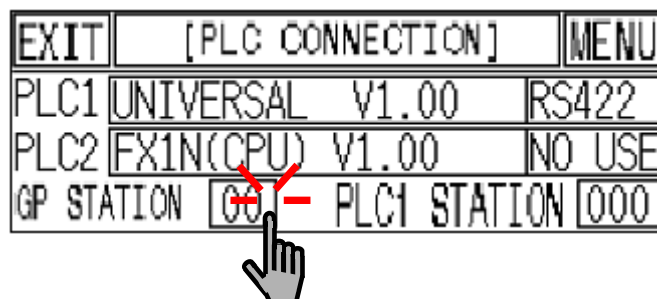 EXIT [PLC CONNECTION] MENU
PLC1 UNIVERSAL V1.00 RS422
PLC2 FX1N(CPU) V1.00 NO USE
GP STATION 00 PLC1 STATION 000